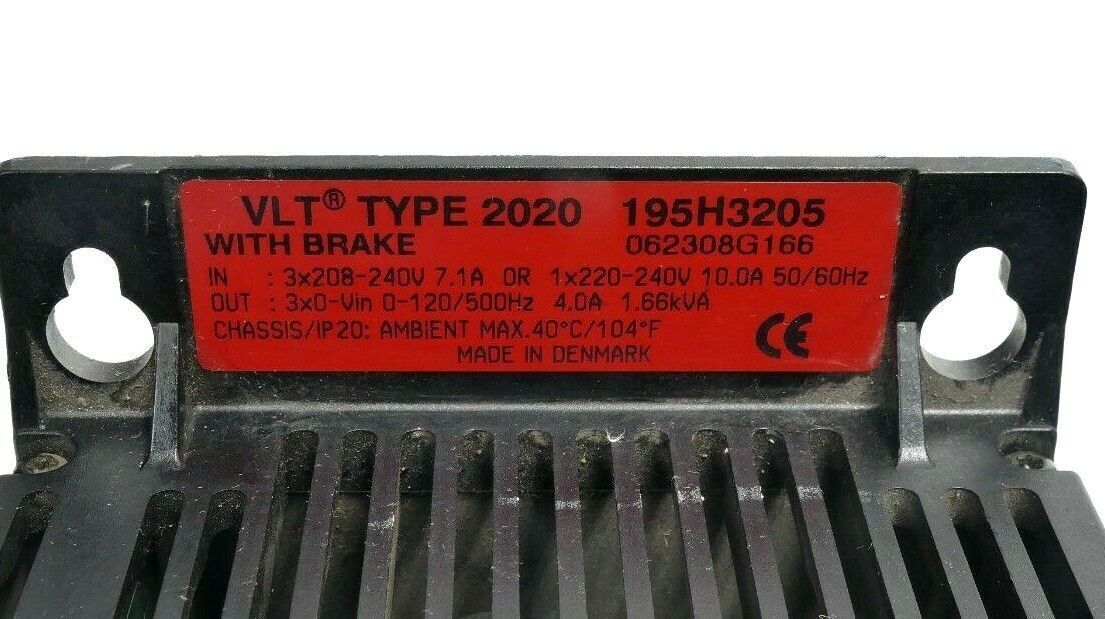 VLT® TYPE 2020 195H3205
WITH BRAKE 062308G166
IN : 3x208-240V 7.1A OR 1x220-240V 10.0A 50/60Hz
OUT : 3x0-Vin 0-120/500Hz 4.0A 1.66kVA
CHASSIS/IP20: AMBIENT MAX.40°C/104°F
CE
MADE IN DENMARK